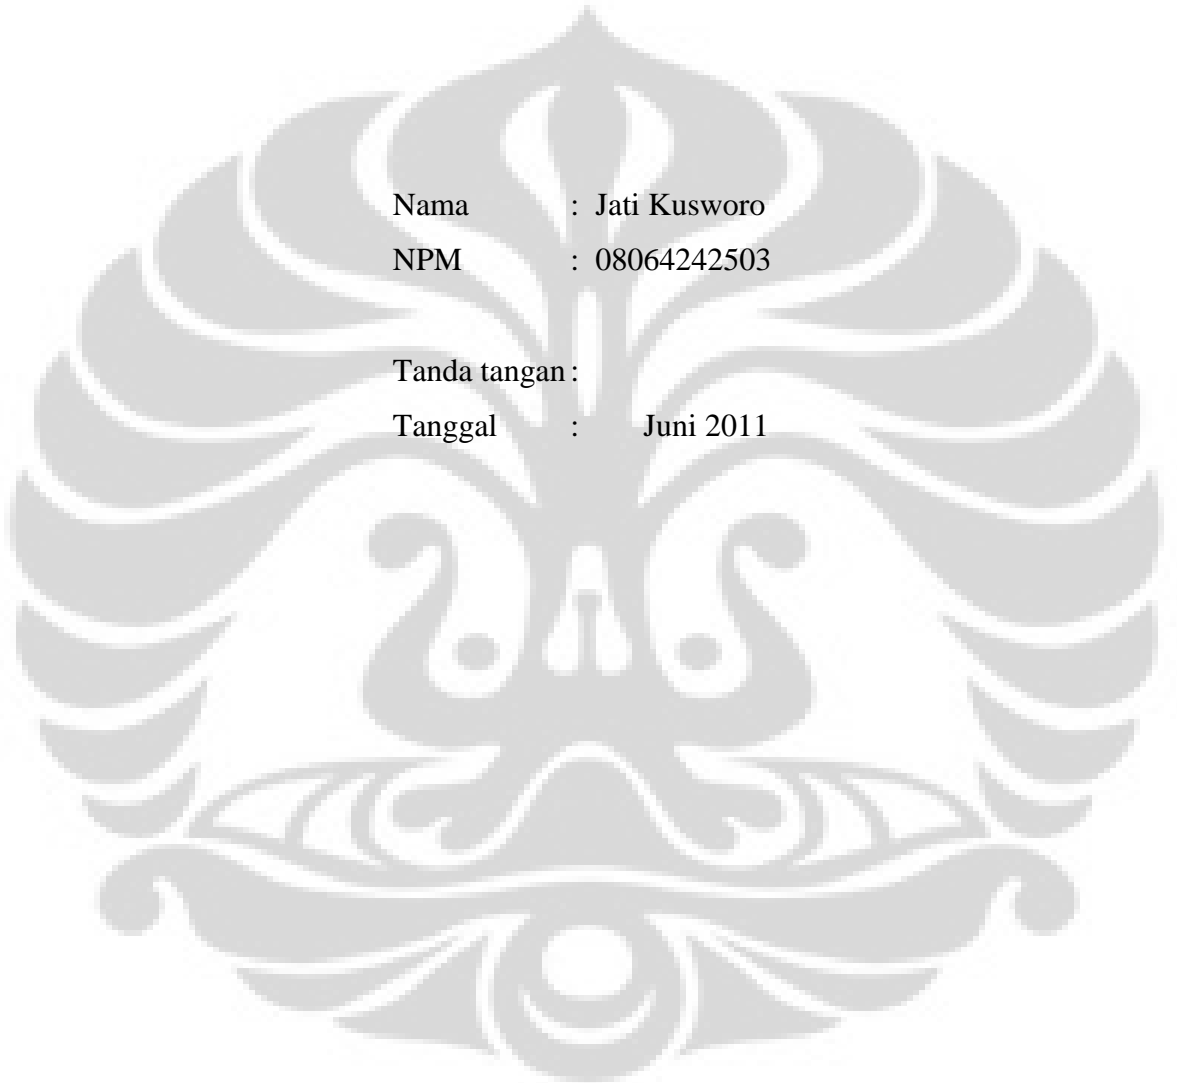 Nama : Jati Kusworo
NPM : 08064242503
Tanda tangan :
Tanggal : Juni 2011